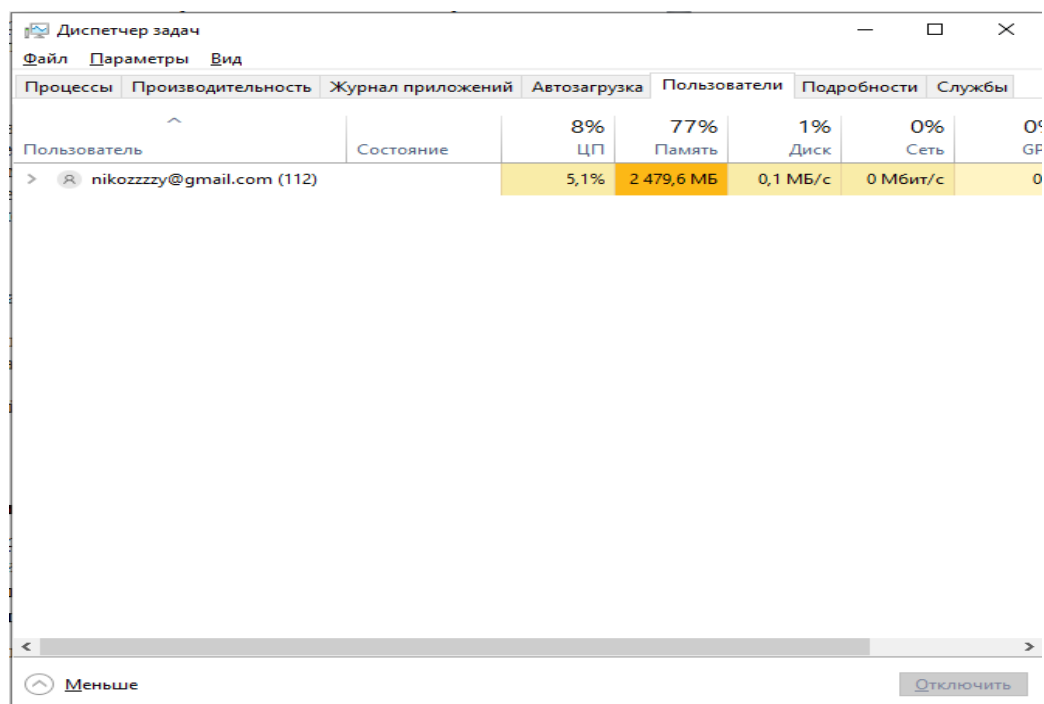 Диспетчер задач
Файл Параметры Вид
Процессы Производительность Журнал приложений Автозагрузка Пользователи Подробности Службы
8% 77% 1% 0% 0%
Пользователь Состояние ЦП Память Диск Сеть GP
nikozzzzy@gmail.com (112) 5,1% 2 479,6 МБ 0,1 МБ/с 0 Мбит/с 0
Меньше Отключить